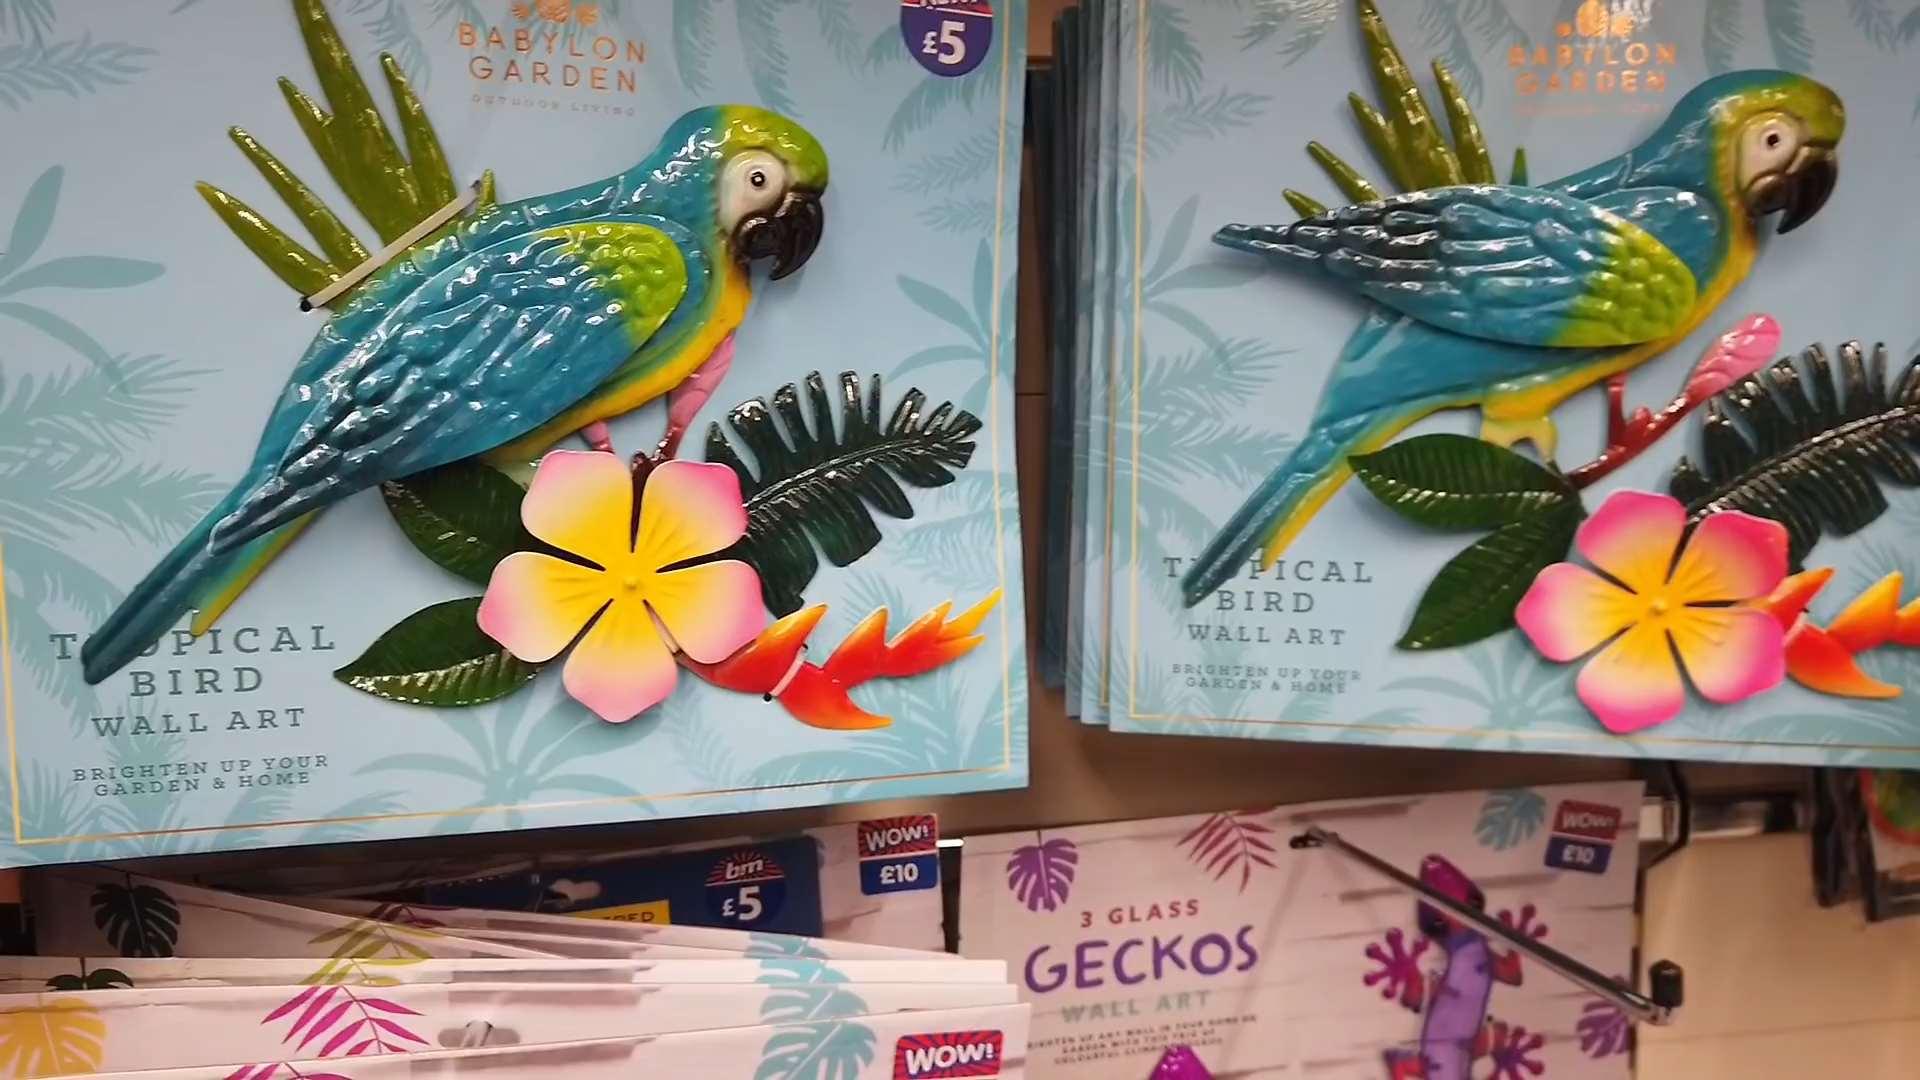 BABYLON
GARDEN
OUTDOOR LIVING
£5
TROPICAL
BIRD
WALL ART
BRIGHTEN UP YOUR
GARDEN & HOME
BABYLON
GARDEN
TROPICAL
BIRD
WALL ART
BRIGHTEN UP YOUR
GARDEN & HOME
bm
£5
WOW!
£10
WOW!
3 GLASS
GECKOS
WALL ART
WOW!
£10